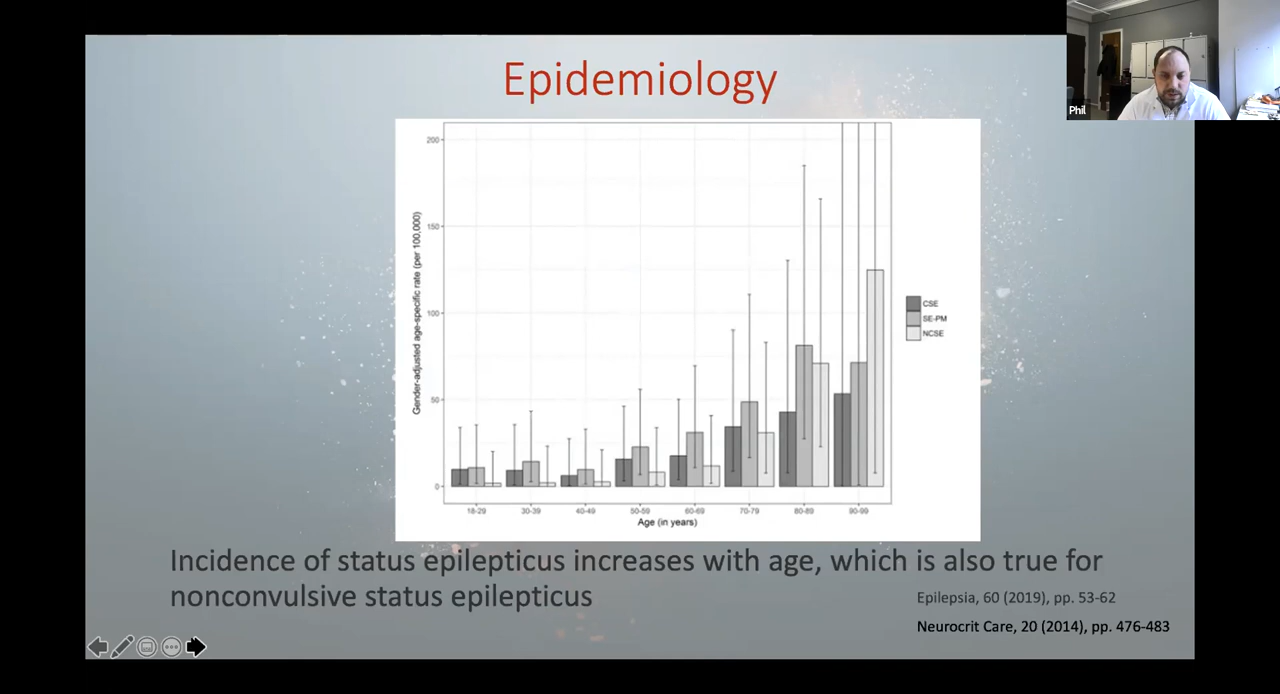 Epidemiology
Phil
200
150
100
50
0
Gender-adjusted age-specific rate (per 100,000)
18-29 30-39 40-49 50-59 60-69 70-79 80-89 90-99
Age (in years)
CSE
SE-PM
NCSE
Incidence of status epilepticus increases with age, which is also true for
nonconvulsive status epilepticus
Epilepsia, 60 (2019), pp. 53-62
Neurocrit Care, 20 (2014), pp. 476-483